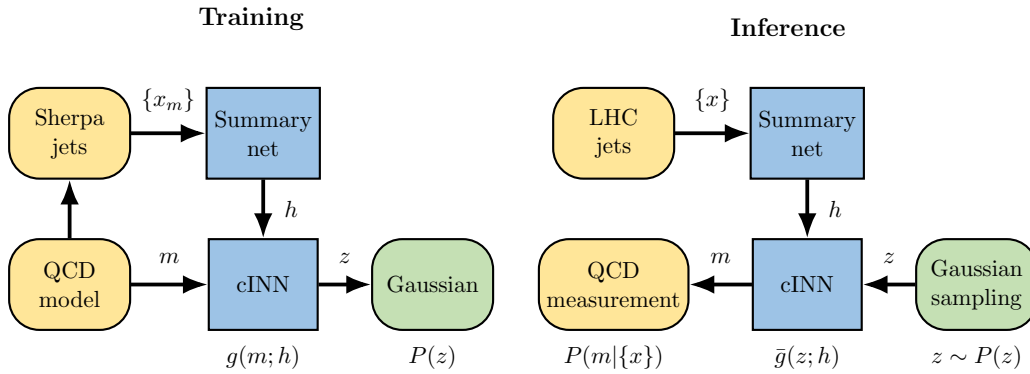 Training
{x_m}
Sherpa
jets
Summary
net
h
QCD
model
m
cINN
z
Gaussian
g(m; h)
P(z)
Inference
{x}
LHC
jets
Summary
net
h
QCD
measurement
m
cINN
z
Gaussian
sampling
P(m|{x})
ḡ(z; h)
z ∼ P(z)